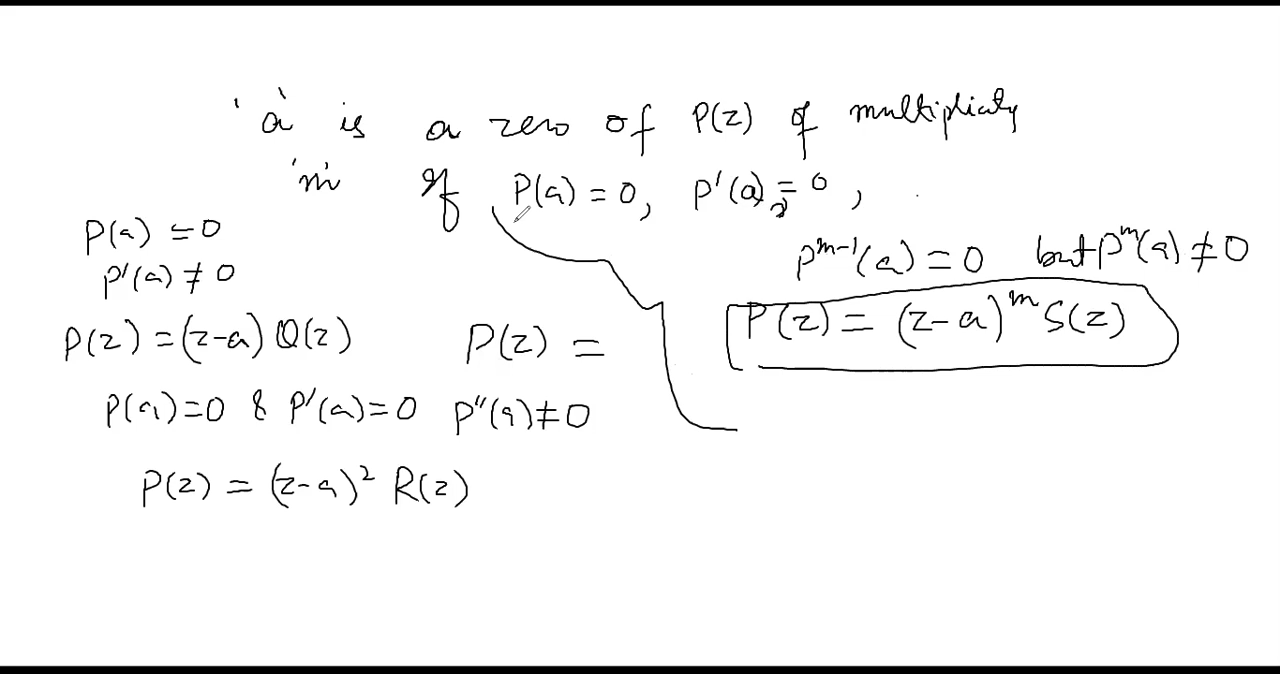 'a' is a zero of P(z) of multiplicity
'm' if P(a) = 0, P'(a) = 0,
P^{m-1}(a) = 0 but P^m(a) ≠ 0
P(z) = (z-a)^m S(z)
P(a) = 0
P'(a) ≠ 0
P(z) = (z-a) Q(z)
P(z) =
P(a) = 0 & P'(a) = 0 P''(a) ≠ 0
P(z) = (z-a)² R(z)